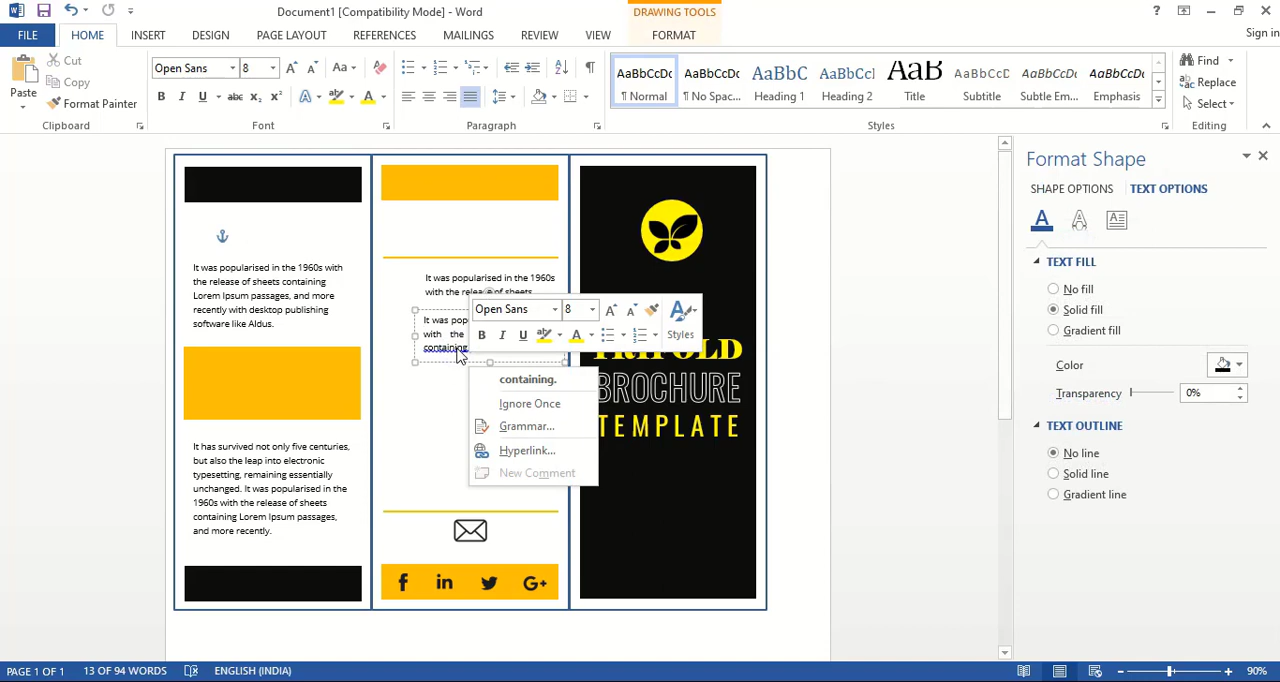 Document1 [Compatibility Mode] - Word
DRAWING TOOLS
?
FILE
HOME
INSERT
DESIGN
PAGE LAYOUT
REFERENCES
MAILINGS
REVIEW
VIEW
FORMAT
Sign in
Paste
Cut
Copy
Format Painter
Clipboard
Open Sans
8
Font
Paragraph
AaBbCcDc
¶ Normal
AaBbCcDc
¶ No Spac...
AaBbC
Heading 1
AaBbCcl
Heading 2
AaB
Title
AaBbCcD
Subtitle
AaBbCcDt
Subtle Em...
AaBbCcDt
Emphasis
Styles
Find
Replace
Select
Editing
It was popularised in the 1960s with
the release of sheets containing
Lorem Ipsum passages, and more
recently with desktop publishing
software like Aldus.
It has survived not only five centuries,
but also the leap into electronic
typesetting, remaining essentially
unchanged. It was popularised in the
1960s with the release of sheets
containing Lorem Ipsum passages,
and more recently.
It was popularised in the 1960s
with the release of sheets
It was pop
with the
containing.
f in G+
Open Sans
8
Styles
containing.
Ignore Once
Grammar...
Hyperlink...
New Comment
TRIFOLD
BROCHURE
TEMPLATE
Format Shape
SHAPE OPTIONS
TEXT OPTIONS
TEXT FILL
No fill
Solid fill
Gradient fill
Color
Transparency
0%
TEXT OUTLINE
No line
Solid line
Gradient line
PAGE 1 OF 1
13 OF 94 WORDS
ENGLISH (INDIA)
90%